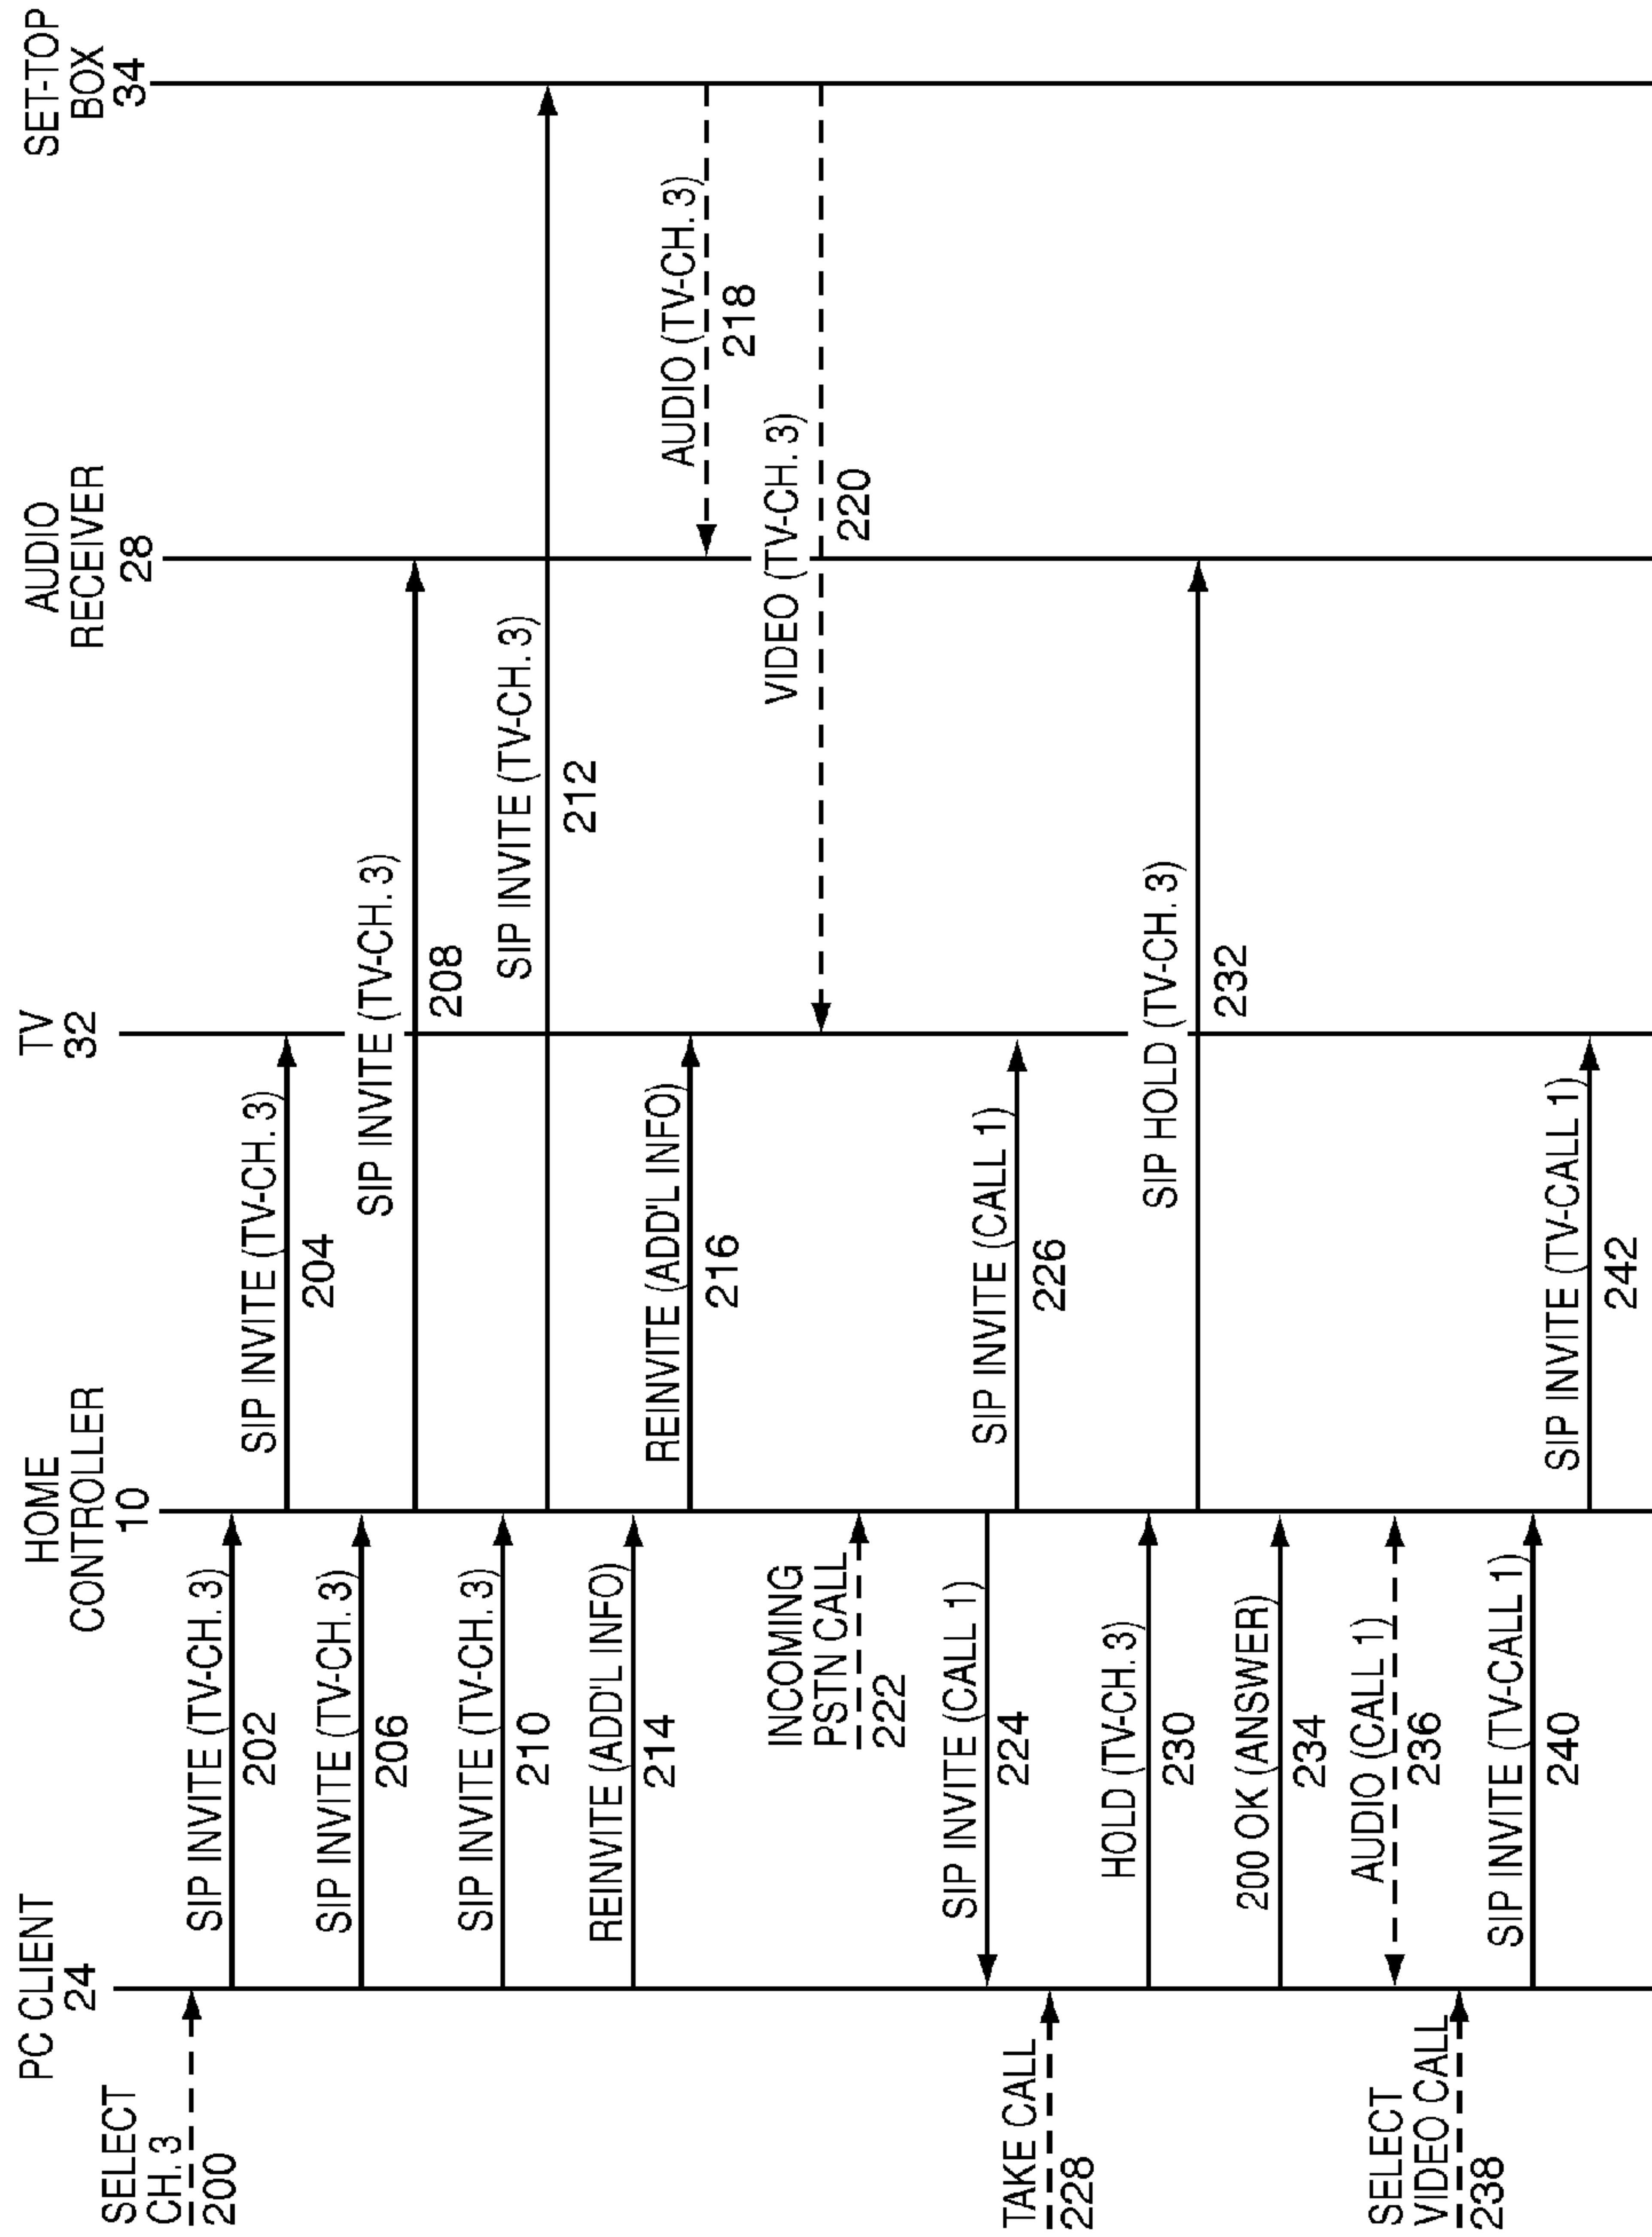 PC CLIENT
24
HOME
CONTROLLER
10
TV
32
AUDIO
RECEIVER
28
SET-TOP
BOX
34
SELECT
CH. 3
200
SIP INVITE (TV-CH. 3)
202
SIP INVITE (TV-CH. 3)
204
SIP INVITE (TV-CH. 3)
206
SIP INVITE (TV-CH. 3)
208
SIP INVITE (TV-CH. 3)
210
SIP INVITE (TV-CH. 3)
212
REINVITE (ADD'L INFO)
214
REINVITE (ADD'L INFO)
216
AUDIO (TV-CH. 3)
218
VIDEO (TV-CH. 3)
220
INCOMING
PSTN CALL
222
SIP INVITE (CALL 1)
224
SIP INVITE (CALL 1)
226
TAKE CALL
228
HOLD (TV-CH. 3)
230
SIP HOLD (TV-CH. 3)
232
200 OK (ANSWER)
234
AUDIO (CALL 1)
236
SELECT
VIDEO CALL
238
SIP INVITE (TV-CALL 1)
240
SIP INVITE (TV-CALL 1)
242